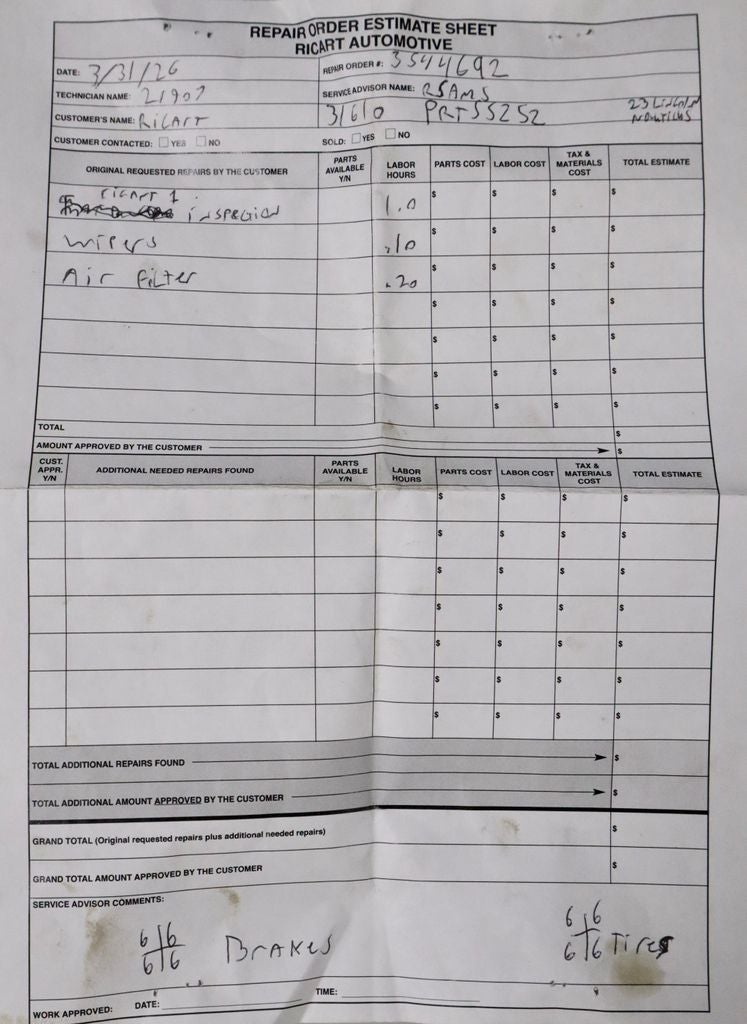 REPAIR ORDER ESTIMATE SHEET
RICART AUTOMOTIVE
DATE: 3/31/26
REPAIR ORDER #: 3544692
TECHNICIAN NAME: 21907
SERVICE ADVISOR NAME: RSAMS
CUSTOMER'S NAME: RICART
31610 PRT55252 23 LINCOLN
NAUTILUS
CUSTOMER CONTACTED: YES NO
SOLD: YES NO
ORIGINAL REQUESTED REPAIRS BY THE CUSTOMER PARTS AVAILABLE Y/N LABOR HOURS PARTS COST LABOR COST TAX & MATERIALS COST TOTAL ESTIMATE
RICART 1
INSPECTION 1.0 $ $ $ $
WIPERS .10 $ $ $ $
Air Filter .20 $ $ $ $
$ $ $ $
$ $ $ $
$ $ $ $
$ $ $ $
TOTAL $
AMOUNT APPROVED BY THE CUSTOMER $
CUST. APPR. Y/N ADDITIONAL NEEDED REPAIRS FOUND PARTS AVAILABLE Y/N LABOR HOURS PARTS COST LABOR COST TAX & MATERIALS COST TOTAL ESTIMATE
$ $ $ $
$ $ $ $
$ $ $ $
$ $ $ $
$ $ $ $
$ $ $ $
$ $ $ $
TOTAL ADDITIONAL REPAIRS FOUND $
TOTAL ADDITIONAL AMOUNT APPROVED BY THE CUSTOMER $
GRAND TOTAL (Original requested repairs plus additional needed repairs) $
GRAND TOTAL AMOUNT APPROVED BY THE CUSTOMER $
SERVICE ADVISOR COMMENTS:
6 6 6 6 BRAKES
6 6 6 6 Tires
WORK APPROVED: DATE: TIME: